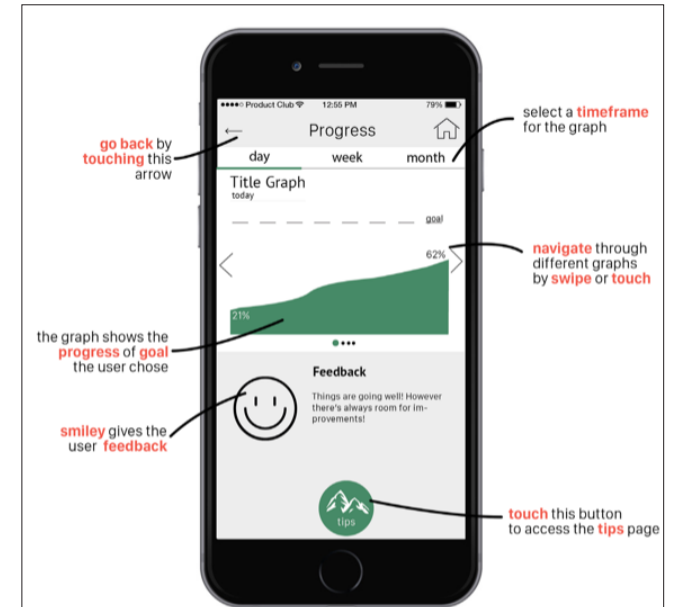 ●●●●○ Product Club 12:55 PM 79%
Progress
day week month
Title Graph
today
goal
62%
21%
Feedback
Things are going well! However
there's always room for im-
provements!
tips
go back by
touching this
arrow
select a timeframe
for the graph
navigate through
different graphs
by swipe or touch
the graph shows the
progress of goal
the user chose
smiley gives the
user feedback
touch this button
to access the tips page